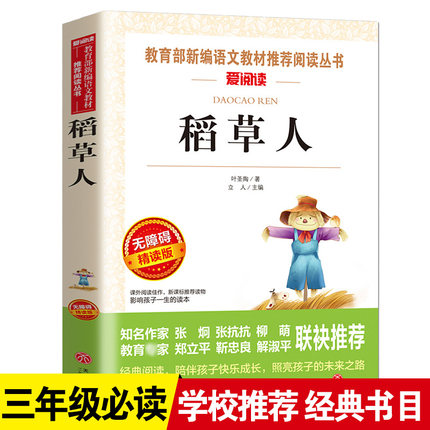 教育部新编语文教材
推荐阅读丛书
稻草人
无障碍
精读版
教育部新编语文教材推荐阅读丛书
爱阅读
DAOCAO REN
稻草人
叶圣陶／著
立 人／主编
无障碍
精读版
课外阅读佳作，新课标推荐读物
影响孩子一生的读本
知名作家 张 炯 张抗抗 柳 萌
教育 家 郑立平 靳忠良 解淑平
联袂推荐
经典阅读，陪伴孩子快乐成长，照亮孩子的未来之路
三年级必读 学校推荐 经典书目